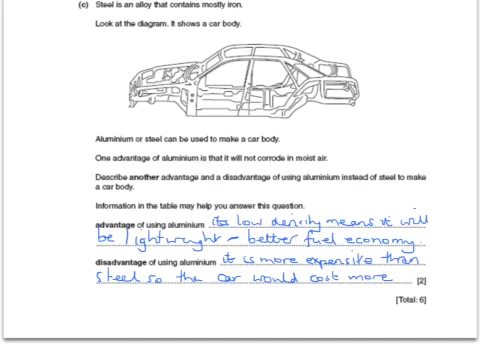 (c) Steel is an alloy that contains mostly iron.
Look at the diagram. It shows a car body.
Aluminium or steel can be used to make a car body.
One advantage of aluminium is that it will not corrode in moist air.
Describe another advantage and a disadvantage of using aluminium instead of steel to make
a car body.
Information in the table may help you answer this question.
advantage of using aluminium its low density means it will
be lightweight – better fuel economy.
disadvantage of using aluminium it is more expensive than
steel so the car would cost more [2]
[Total: 6]